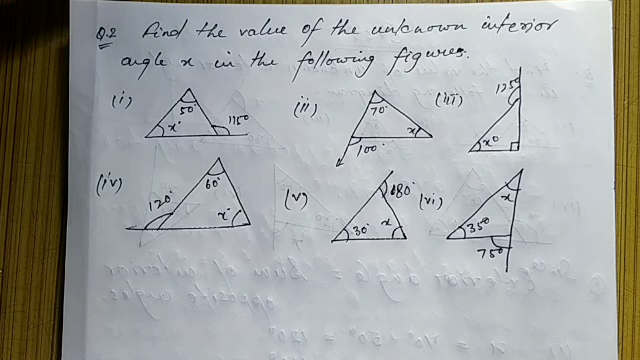 Q.2 Find the value of the unknown interior
angle x in the following figures.
(i) 50° x° 115°
(ii) 70° x 100°
(iii) 125° x°
(iv) 120° 60° x°
(v) 80° 30° x
(vi) x 35° 75°